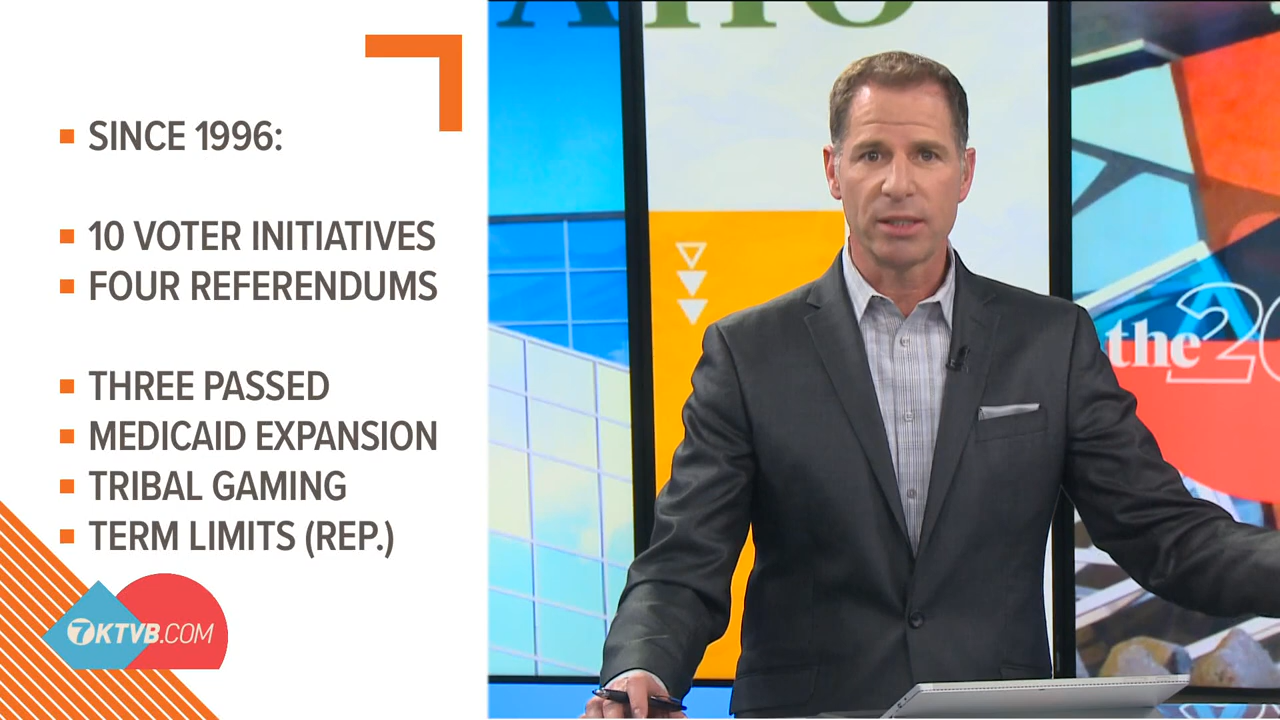 SINCE 1996:
10 VOTER INITIATIVES
FOUR REFERENDUMS
THREE PASSED
MEDICAID EXPANSION
TRIBAL GAMING
TERM LIMITS (REP.)
7KTVB.COM
the 20